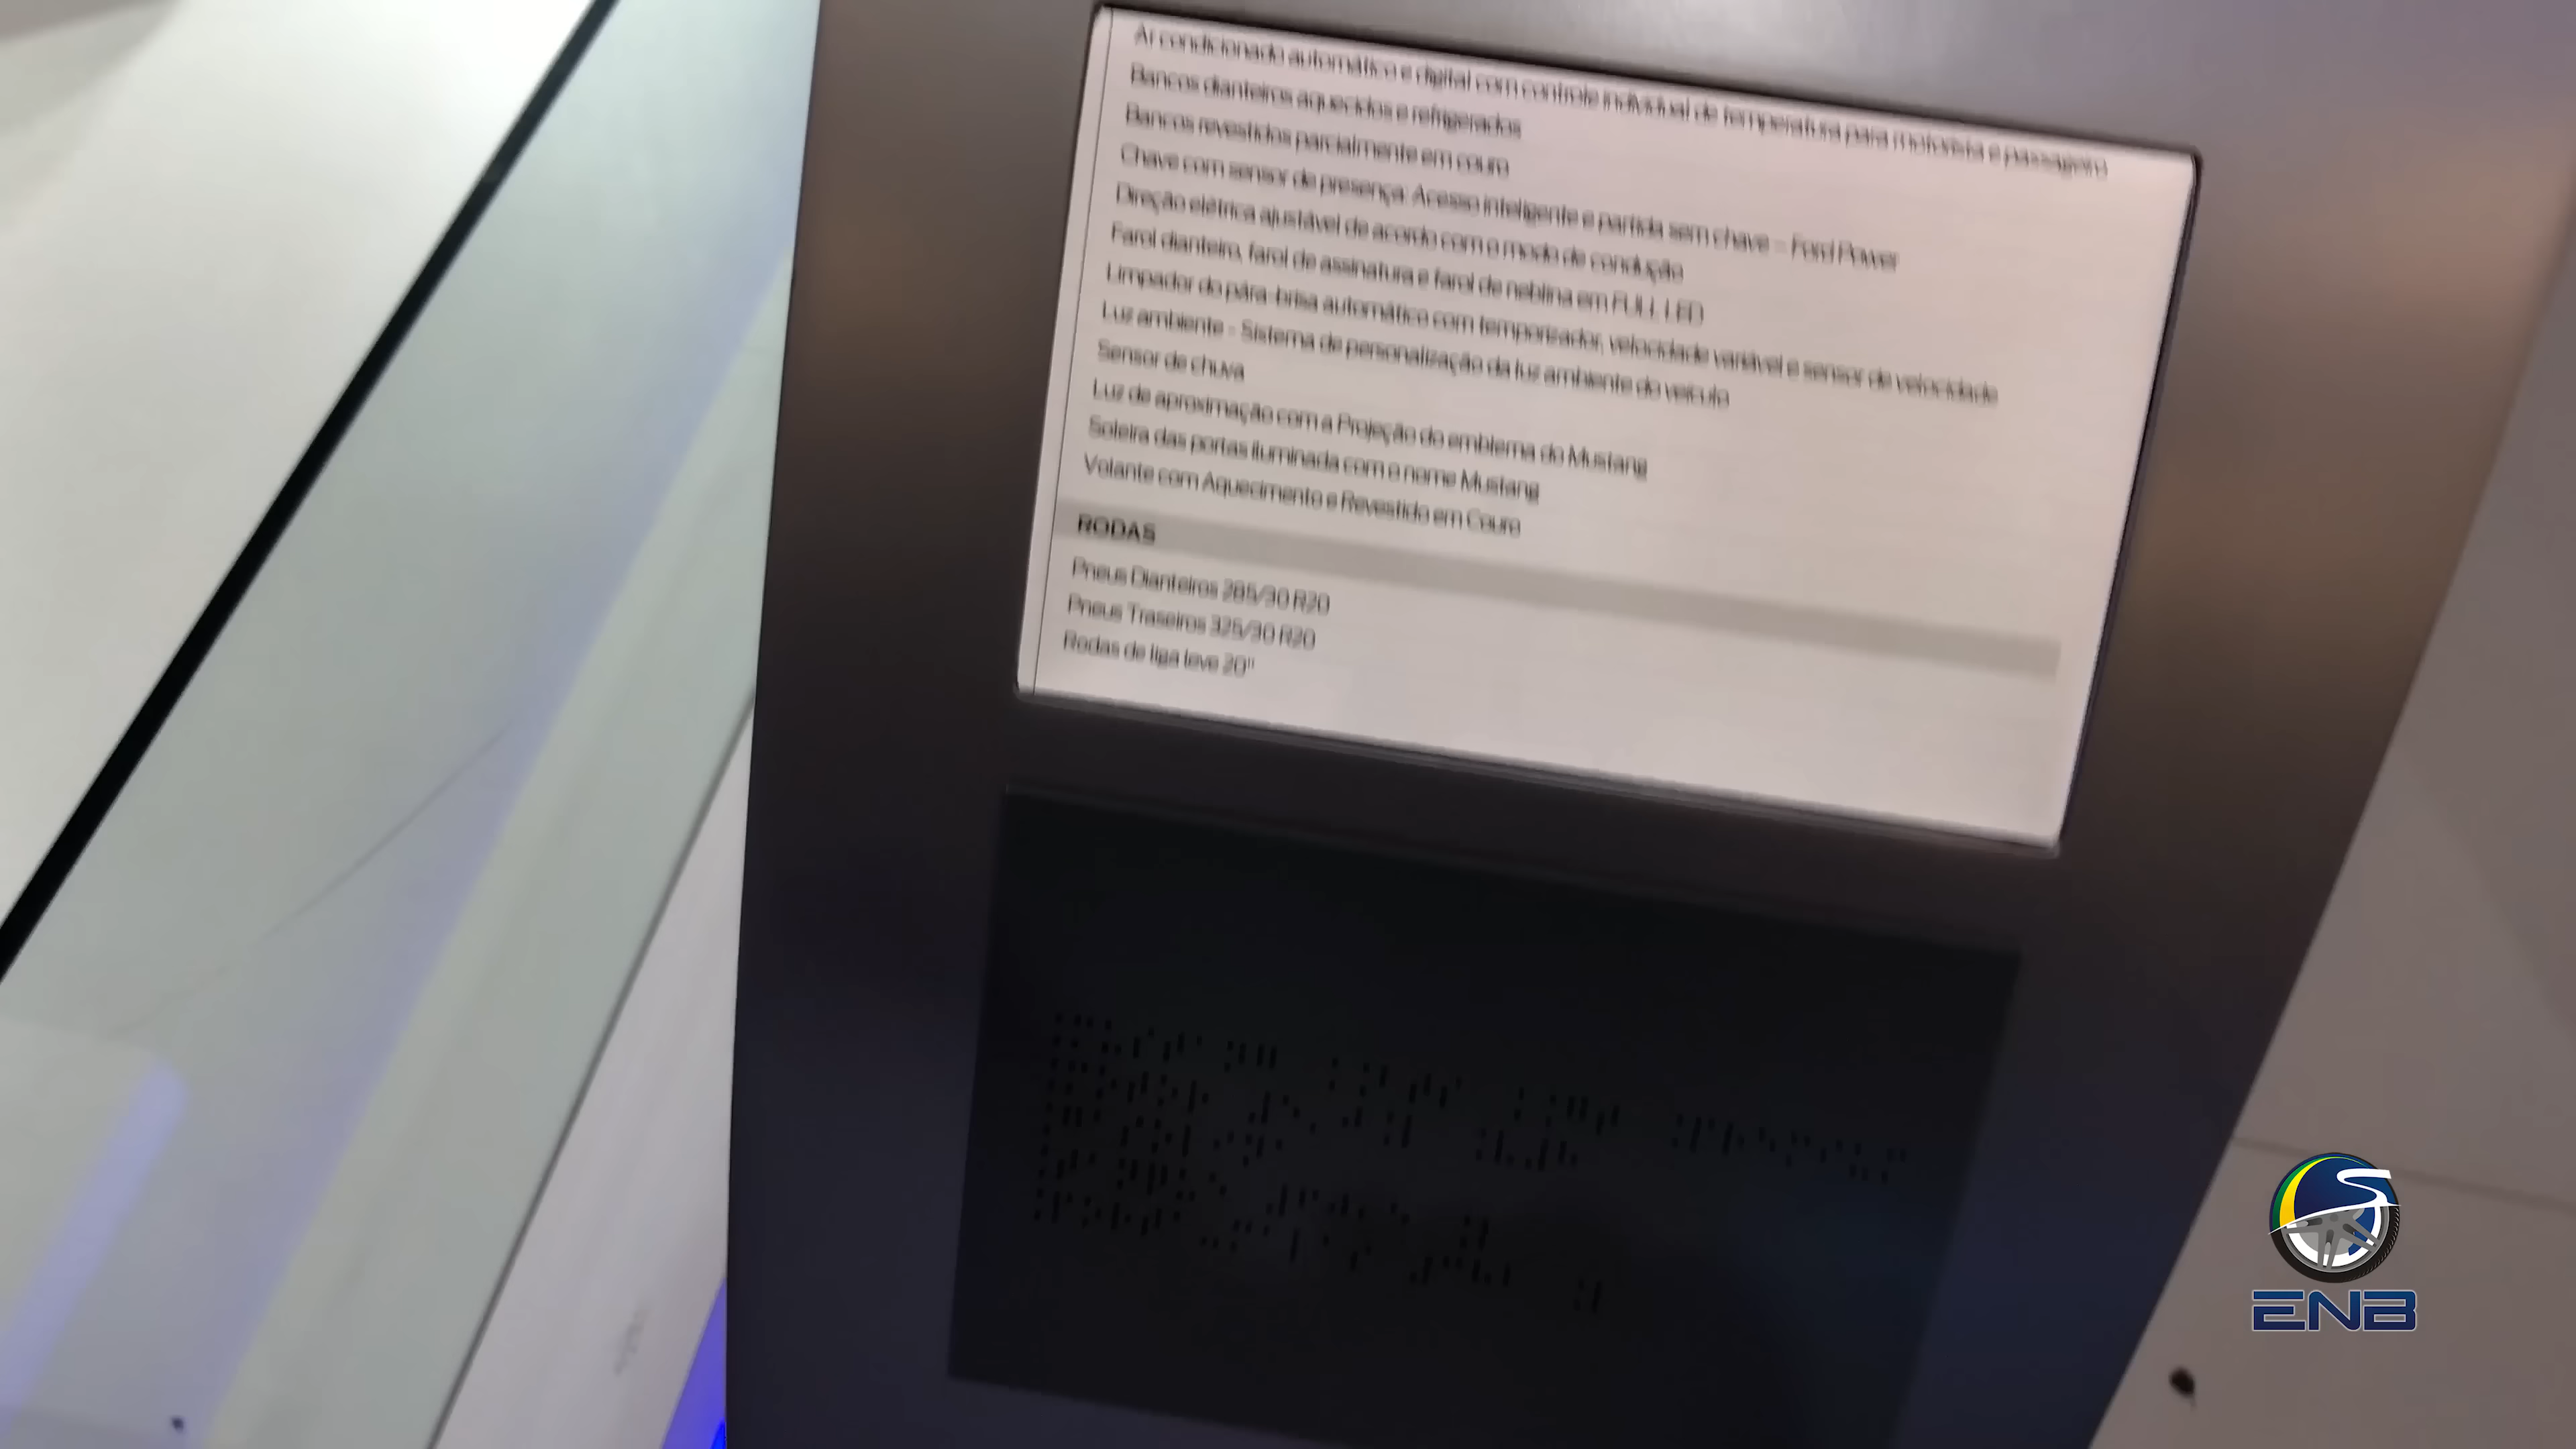 Ar condicionado automático e digital com controle individual de temperatura para motorista e passageiro
Bancos dianteiros aquecidos e refrigerados
Bancos revestidos parcialmente em couro
Chave com sensor de presença: Acesso inteligente e partida sem chave - Ford Power
Direção elétrica ajustável de acordo com o modo de condução
Farol dianteiro, farol de assinatura e farol de neblina em FULL LED
Limpador do pára-brisa automático com temporizador, velocidade variável e sensor de velocidade
Luz ambiente - Sistema de personalização da luz ambiente do veículo
Sensor de chuva
Luz de aproximação com a Projeção do emblema do Mustang
Soleira das portas iluminada com o nome Mustang
Volante com Aquecimento e Revestido em Couro
RODAS
Pneus Dianteiros 285/30 R20
Pneus Traseiros 325/30 R20
Rodas de liga leve 20"
ENB